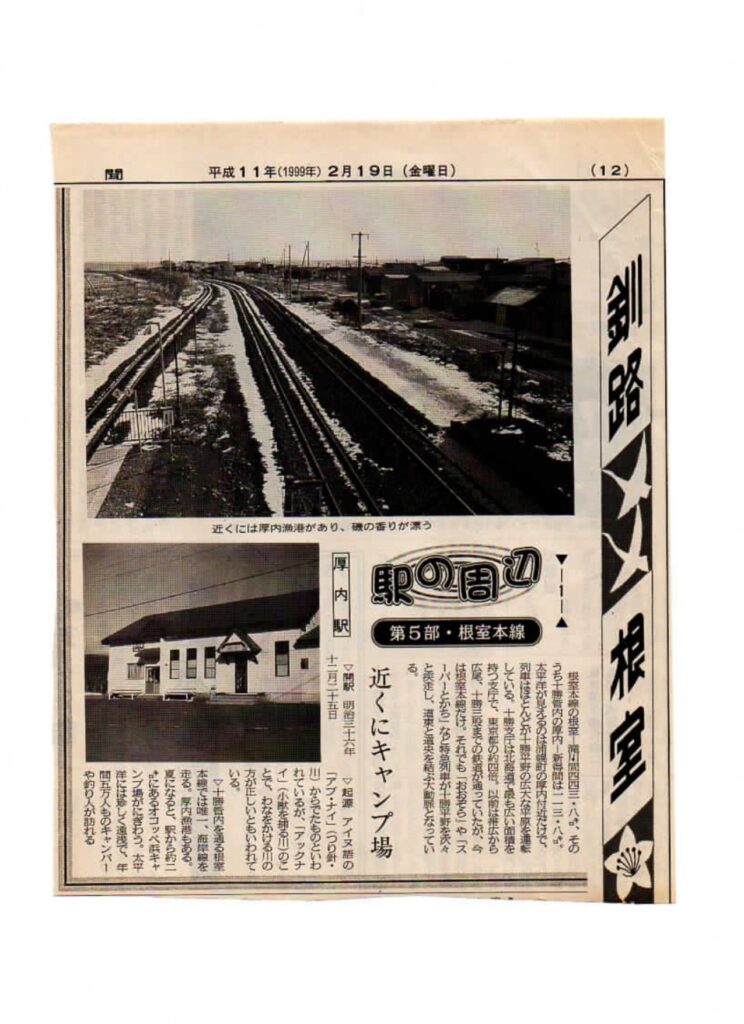 聞
平成11年(1999年)2月19日(金曜日)
(12)
釧路
根室
近くには厚内漁港があり、磯の香りが漂う
駅の周辺
▼―1―▲
第5部・根室本線
根室本線の根室―滝川間四四三・八㌔。その
うち十勝管内の厚内―新得間は一一三・八㌔。
太平洋が見えるのは浦幌町の厚内付近だけで、
列車はほとんどが十勝平野の広大な平原を運転
している。十勝支庁は北海道で最も広い面積を
持つ支庁で、東京都の約四倍。以前は帯広から
広尾、十勝三股までの鉄道が通っていたが、今
は根室本線だけ。それでも「おおぞら」や「ス
ーパーとかち」など特急列車が十勝平野を次々
と疾走し、道東と道央を結ぶ大動脈となってい
る。
近くにキャンプ場
厚内駅
▽開駅 明治三十六年
十二月二十五日
▽起源 アイヌ語の
「アプ・ナイ」(つり針・
川)からでたものといわ
れているが、「アックナ
イ」(小獣を捕る川)のこ
とで、わなをかける川の
方が正しいともいわれて
いる。
▽十勝管内を通る根室
本線では唯一、海岸線を
走る。厚内漁港もある。
夏になると、駅から約二
㌔にあるオコッペ浜キャ
ンプ場がにぎわう。太平
洋には珍しく遠浅で、年
間五万人ものキャンパー
や釣り人が訪れる